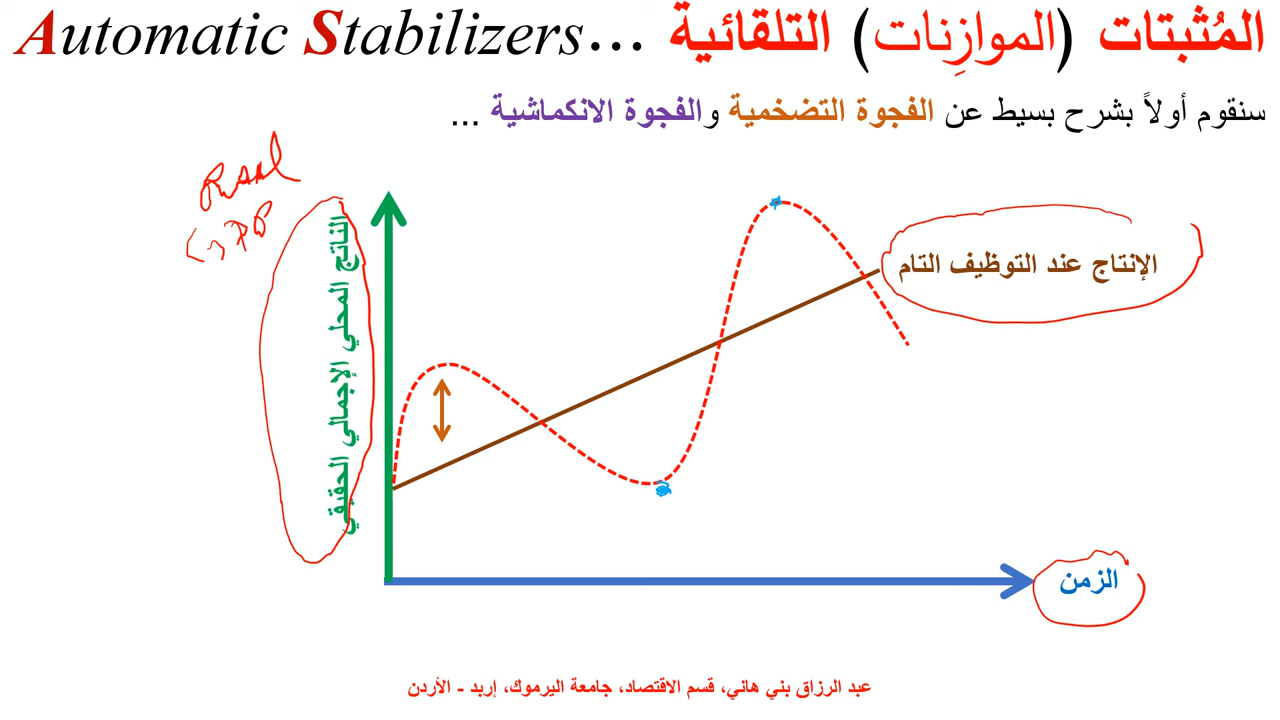 المُثبتات (الموازِنات) التلقائية ... Automatic Stabilizers
سنقوم أولاً بشرح بسيط عن الفجوة التضخمية والفجوة الانكماشية ...
Real
GDP
الناتج المحلي الإجمالي الحقيقي
الإنتاج عند التوظيف التام
الزمن
عبد الرزاق بني هاني، قسم الاقتصاد، جامعة اليرموك، إربد - الأردن